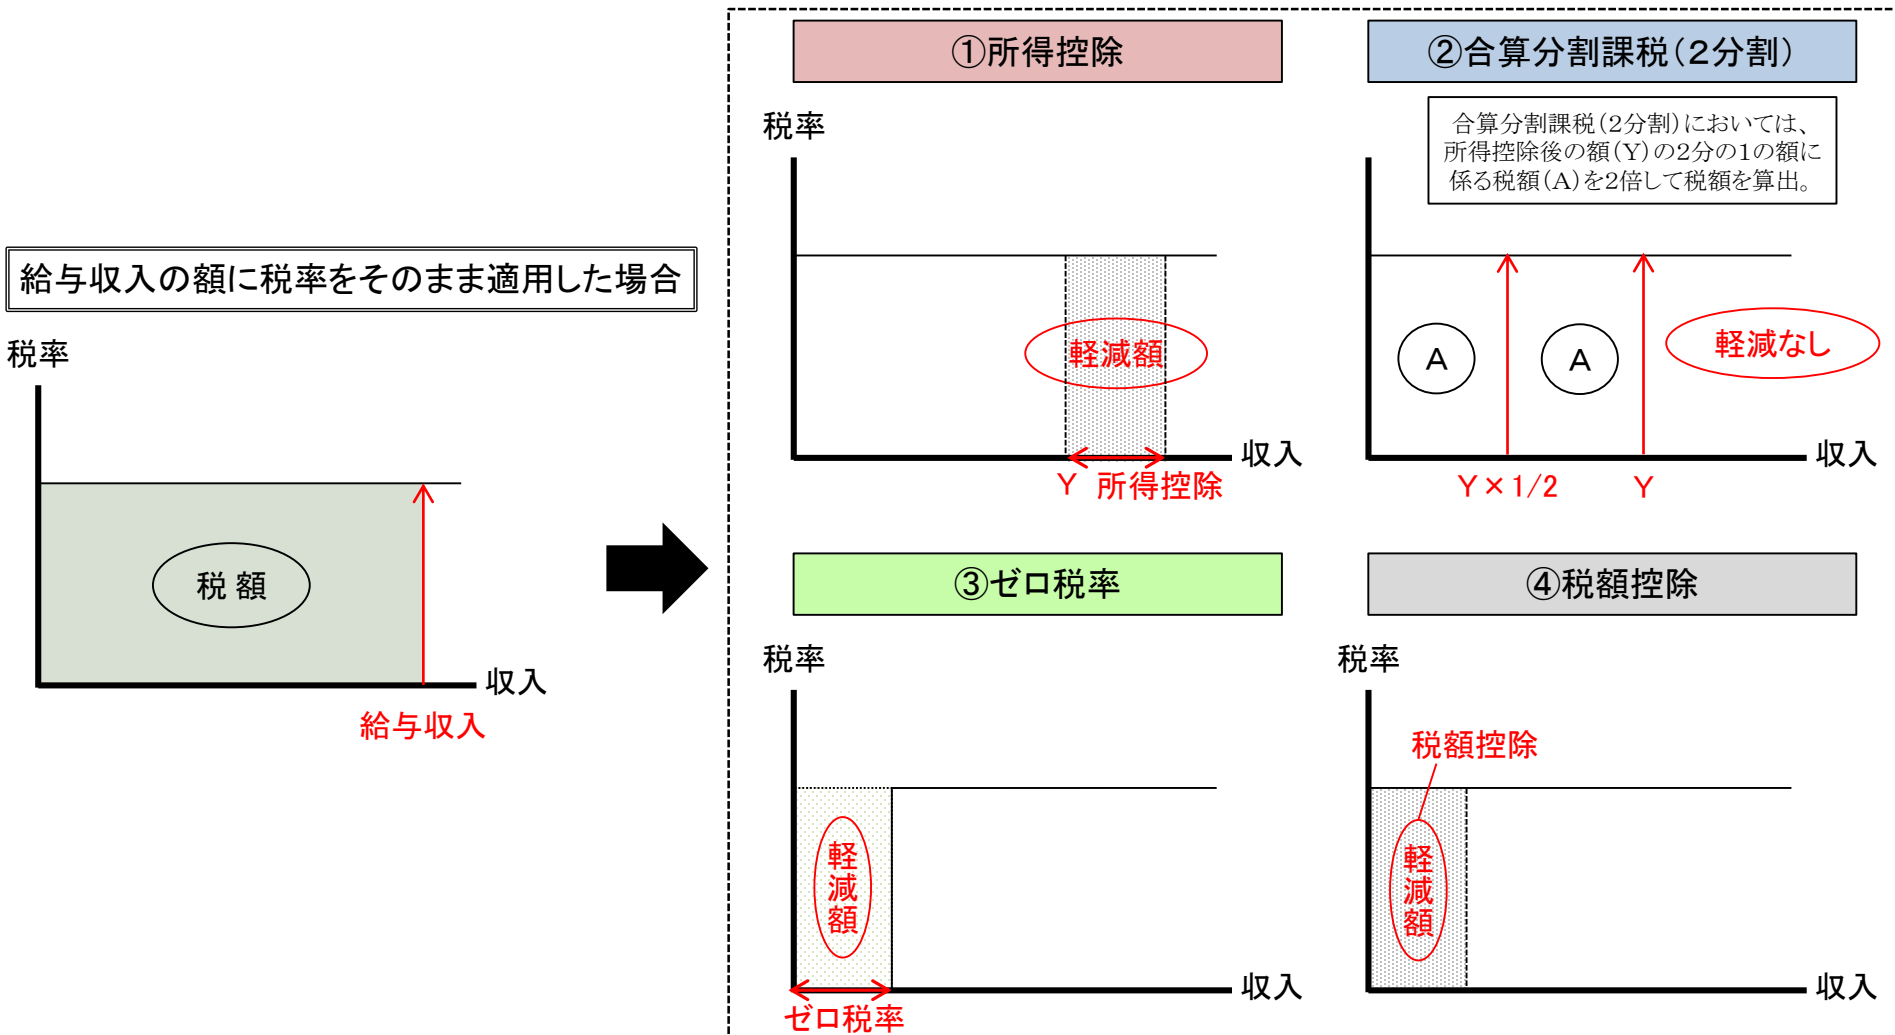 給与収入の額に税率をそのまま適用した場合
税率
税 額
収入
給与収入
①所得控除
税率
軽減額
収入
Y 所得控除
②合算分割課税(2分割)
合算分割課税(2分割)においては、
所得控除後の額(Y)の2分の1の額に
係る税額(A)を2倍して税額を算出。
A
A
軽減なし
収入
Y×1/2
Y
③ゼロ税率
税率
軽減額
収入
ゼロ税率
④税額控除
税率
税額控除
軽減額
収入